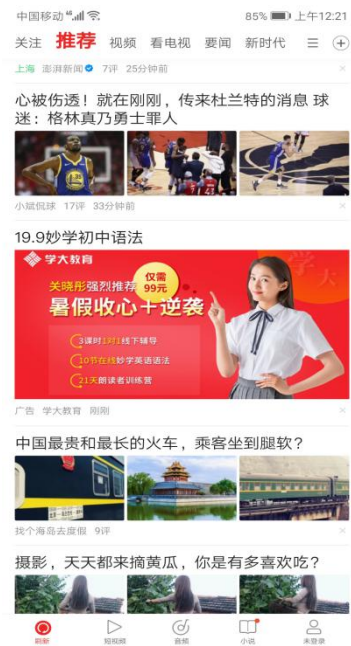 中国移动 4G 85% 上午12:21
关注 推荐 视频 看电视 要闻 新时代
上海 澎湃新闻 7评 25分钟前
心被伤透！就在刚刚，传来杜兰特的消息 球
迷：格林真乃勇士罪人
小斌侃球 17评 33分钟前
19.9妙学初中语法
学大教育
关晓彤强烈推荐
仅需
99元
暑假收心+逆袭
3课时1对1线下辅导
10节在线妙学英语语法
21天朗读者训练营
广告 学大教育 刚刚
中国最贵和最长的火车，乘客坐到腿软？
找个海岛去度假 9评
摄影，天天都来摘黄瓜，你是有多喜欢吃？
刷新 短视频 音频 小说 未登录